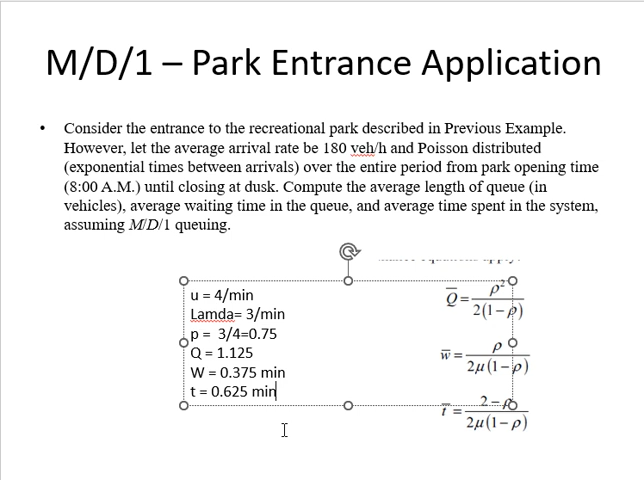 M/D/1 – Park Entrance Application
• Consider the entrance to the recreational park described in Previous Example.
However, let the average arrival rate be 180 veh/h and Poisson distributed
(exponential times between arrivals) over the entire period from park opening time
(8:00 A.M.) until closing at dusk. Compute the average length of queue (in
vehicles), average waiting time in the queue, and average time spent in the system,
assuming M/D/1 queuing.
u = 4/min
Lamda= 3/min
p = 3/4=0.75
Q = 1.125
W = 0.375 min
t = 0.625 min
Q̄ = ρ² / 2(1−ρ)
w̄ = ρ / 2μ(1−ρ)
t̄ = 2−ρ / 2μ(1−ρ)